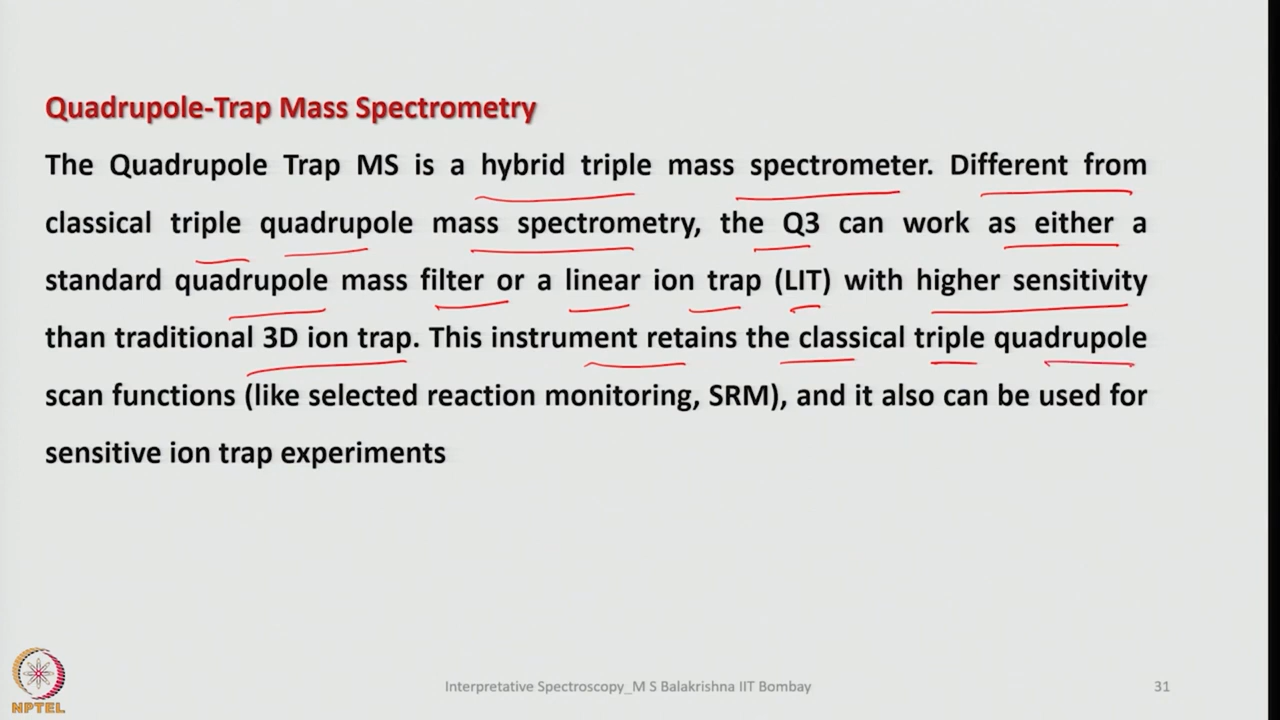 Quadrupole-Trap Mass Spectrometry
The Quadrupole Trap MS is a hybrid triple mass spectrometer. Different from
classical triple quadrupole mass spectrometry, the Q3 can work as either a
standard quadrupole mass filter or a linear ion trap (LIT) with higher sensitivity
than traditional 3D ion trap. This instrument retains the classical triple quadrupole
scan functions (like selected reaction monitoring, SRM), and it also can be used for
sensitive ion trap experiments
NPTEL
Interpretative Spectroscopy_M S Balakrishna IIT Bombay
31